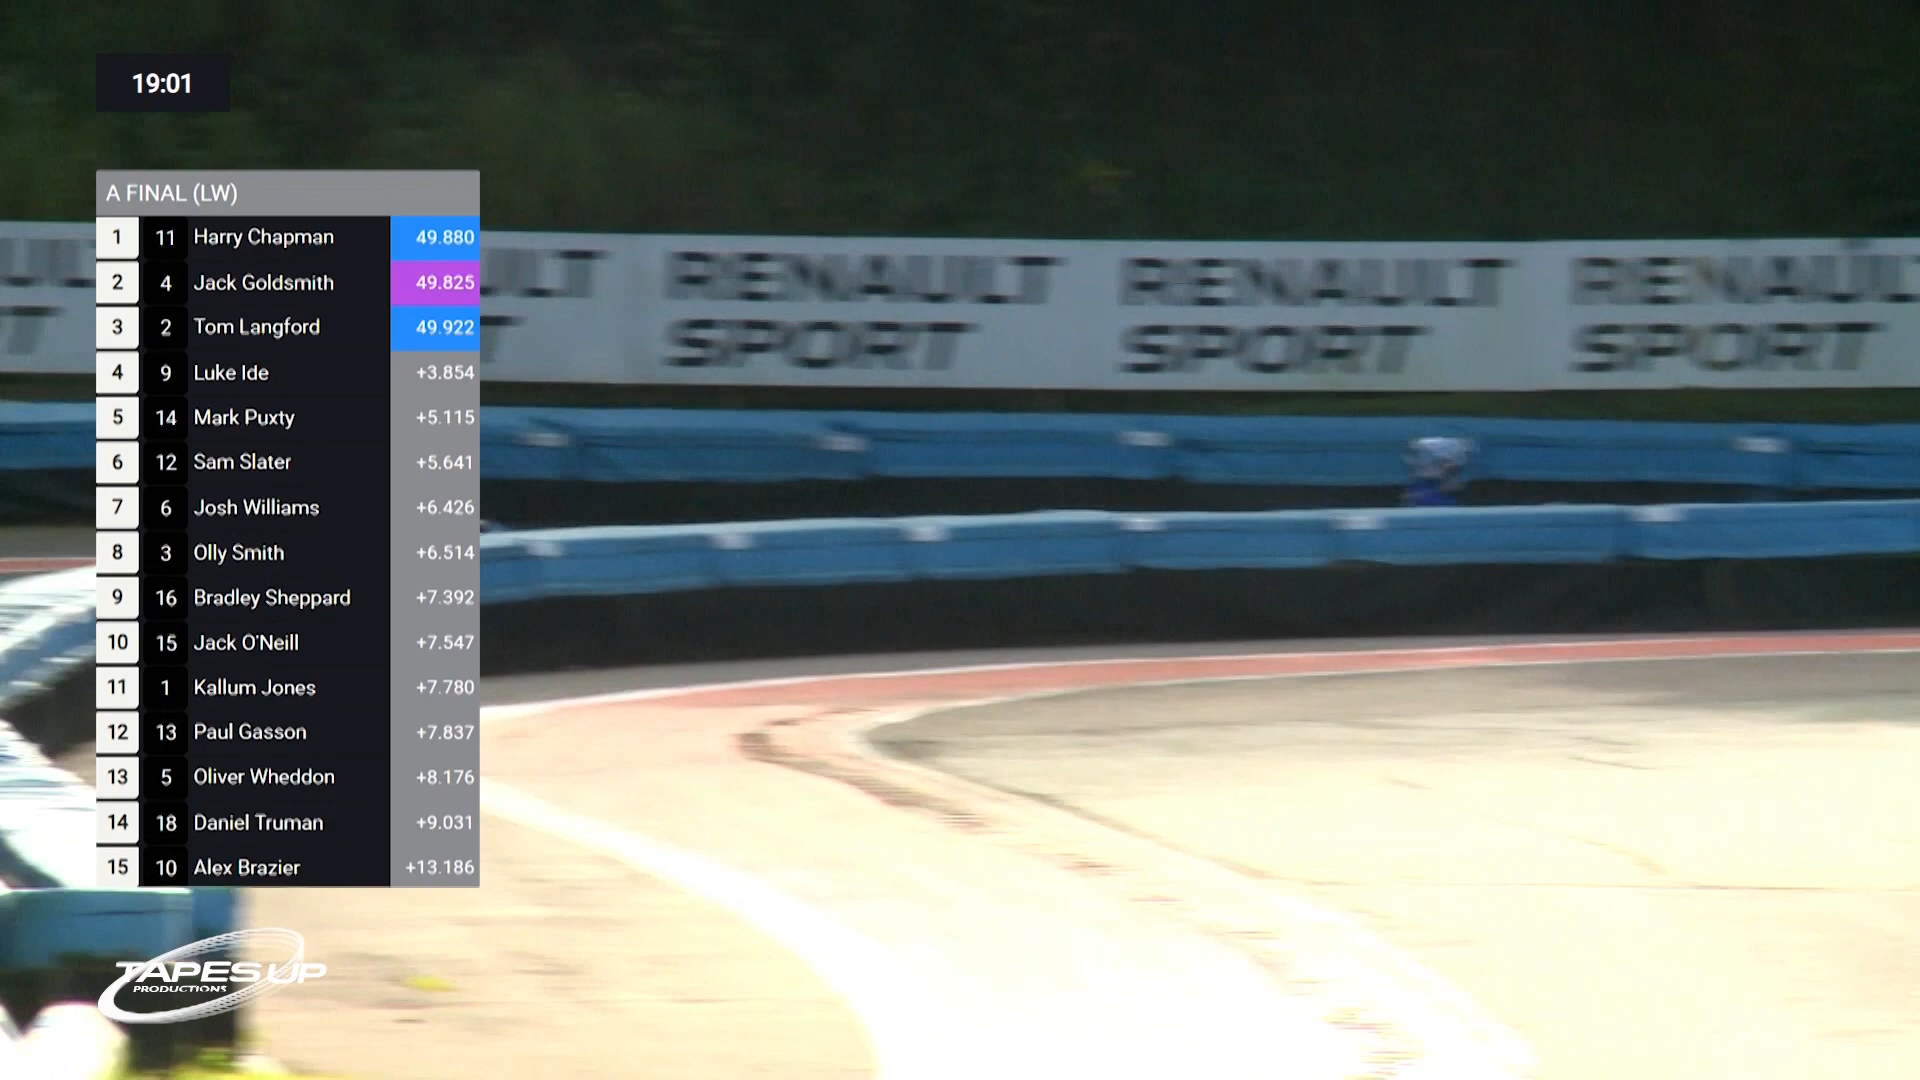 19:01
A FINAL (LW)
1 11 Harry Chapman 49.880
2 4 Jack Goldsmith 49.825
3 2 Tom Langford 49.922
4 9 Luke Ide +3.854
5 14 Mark Puxty +5.115
6 12 Sam Slater +5.641
7 6 Josh Williams +6.426
8 3 Olly Smith +6.514
9 16 Bradley Sheppard +7.392
10 15 Jack O'Neill +7.547
11 1 Kallum Jones +7.780
12 13 Paul Gasson +7.837
13 5 Oliver Wheddon +8.176
14 18 Daniel Truman +9.031
15 10 Alex Brazier +13.186
RENAULT RENAULT RENAULT
SPORT SPORT SPORT
TAPES UP
PRODUCTIONS